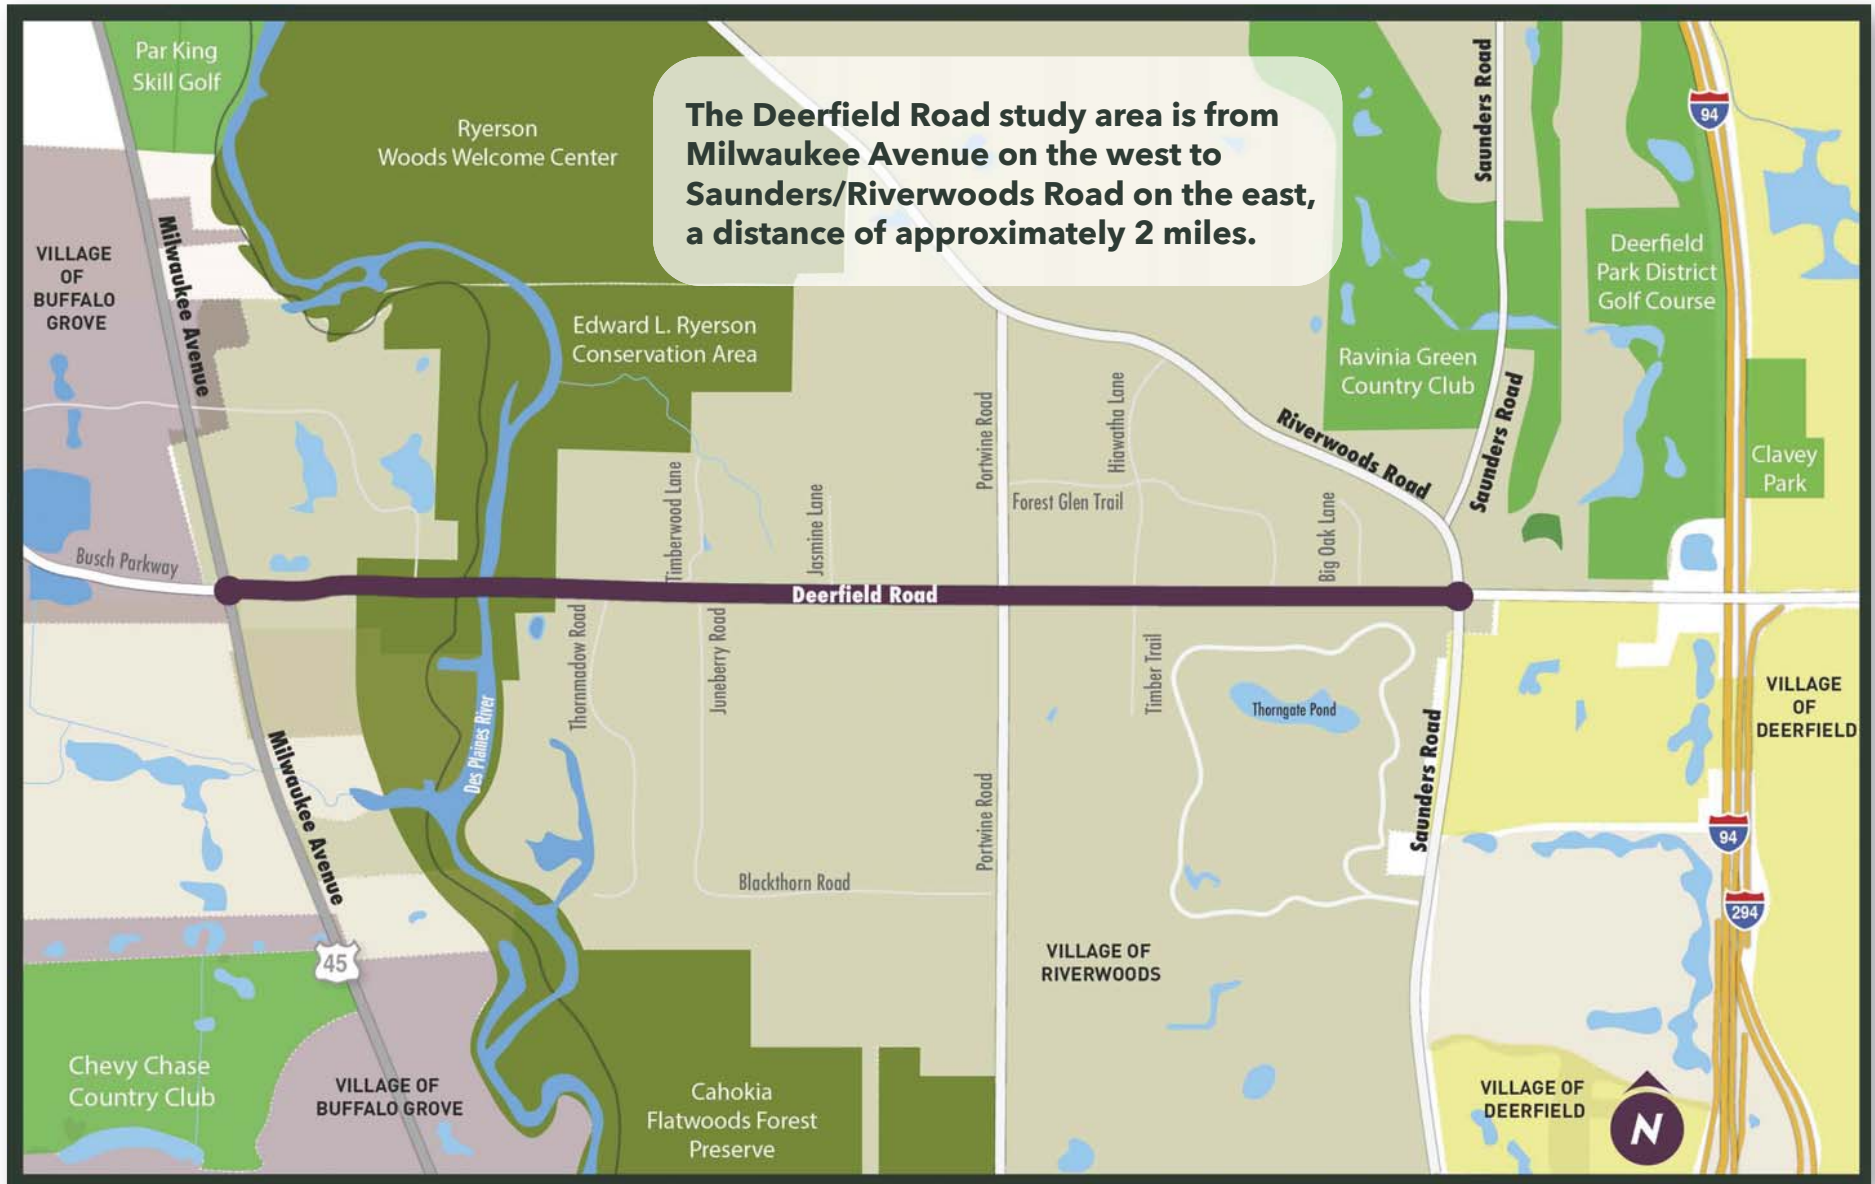 Par King
Skill Golf
Ryerson
Woods Welcome Center
The Deerfield Road study area is from
Milwaukee Avenue on the west to
Saunders/Riverwoods Road on the east,
a distance of approximately 2 miles.
Saunders Road
94
VILLAGE
OF
BUFFALO
GROVE
Milwaukee Avenue
Edward L. Ryerson
Conservation Area
Deerfield
Park District
Golf Course
Ravinia Green
Country Club
Portwine Road
Hiawatha Lane
Riverwoods Road
Saunders Road
Clavey
Park
Timberwood Lane
Jasmine Lane
Forest Glen Trail
Big Oak Lane
Busch Parkway
Deerfield Road
Thornmadow Road
Juneberry Road
Timber Trail
Thorngate Pond
VILLAGE
OF
DEERFIELD
Des Plaines River
Milwaukee Avenue
Portwine Road
Saunders Road
94
Blackthorn Road
294
45
VILLAGE OF
RIVERWOODS
Chevy Chase
Country Club
VILLAGE OF
BUFFALO GROVE
Cahokia
Flatwoods Forest
Preserve
VILLAGE OF
DEERFIELD
N